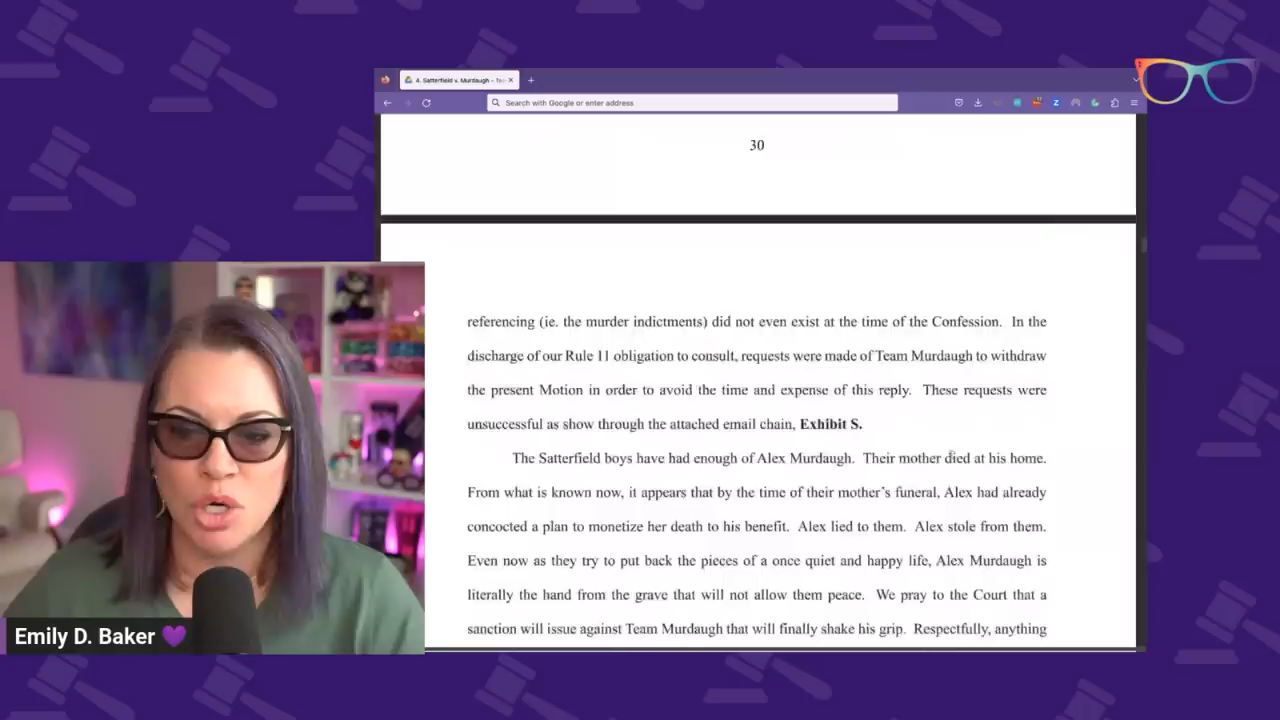 4. Satterfield v. Murdaugh -
Search with Google or enter address
30
referencing (ie. the murder indictments) did not even exist at the time of the Confession. In the
discharge of our Rule 11 obligation to consult, requests were made of Team Murdaugh to withdraw
the present Motion in order to avoid the time and expense of this reply. These requests were
unsuccessful as show through the attached email chain, Exhibit S.
The Satterfield boys have had enough of Alex Murdaugh. Their mother died at his home.
From what is known now, it appears that by the time of their mother's funeral, Alex had already
concocted a plan to monetize her death to his benefit. Alex lied to them. Alex stole from them.
Even now as they try to put back the pieces of a once quiet and happy life, Alex Murdaugh is
literally the hand from the grave that will not allow them peace. We pray to the Court that a
sanction will issue against Team Murdaugh that will finally shake his grip. Respectfully, anything
Emily D. Baker 💜